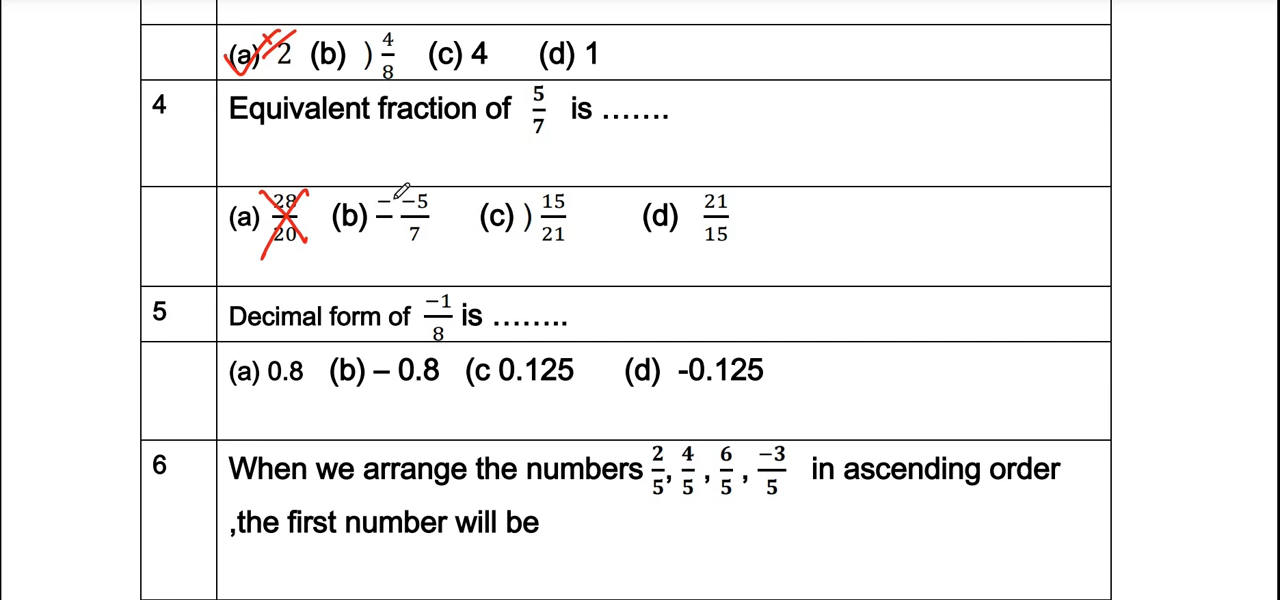 (a) 2 (b) ) 4/8 (c) 4 (d) 1
4 Equivalent fraction of 5/7 is .......
(a) 28/20 (b) − −5/7 (c) ) 15/21 (d) 21/15
5 Decimal form of −1/8 is ........
(a) 0.8 (b) – 0.8 (c 0.125 (d) -0.125
6 When we arrange the numbers 2/5, 4/5, 6/5, −3/5 in ascending order
,the first number will be